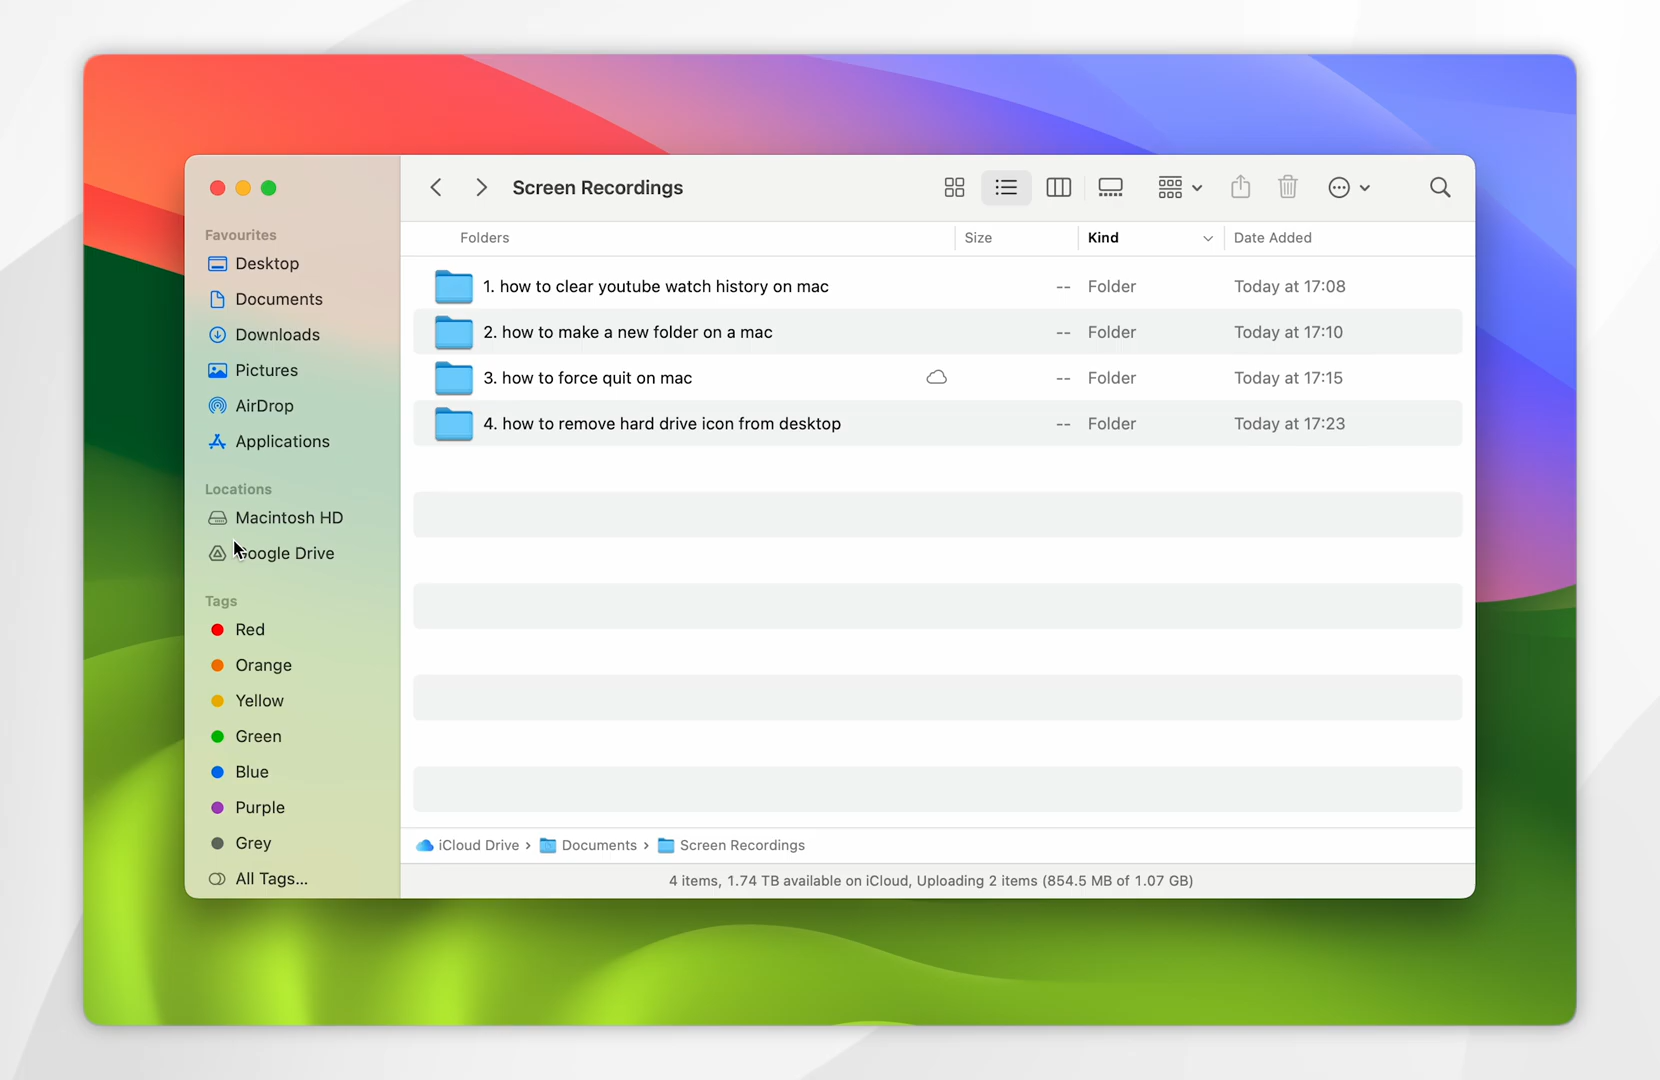 Screen Recordings
Favourites
Desktop
Documents
Downloads
Pictures
AirDrop
Applications
Locations
Macintosh HD
Google Drive
Tags
Red
Orange
Yellow
Green
Blue
Purple
Grey
All Tags...
Folders Size Kind Date Added
1. how to clear youtube watch history on mac -- Folder Today at 17:08
2. how to make a new folder on a mac -- Folder Today at 17:10
3. how to force quit on mac -- Folder Today at 17:15
4. how to remove hard drive icon from desktop -- Folder Today at 17:23
iCloud Drive › Documents › Screen Recordings
4 items, 1.74 TB available on iCloud, Uploading 2 items (854.5 MB of 1.07 GB)